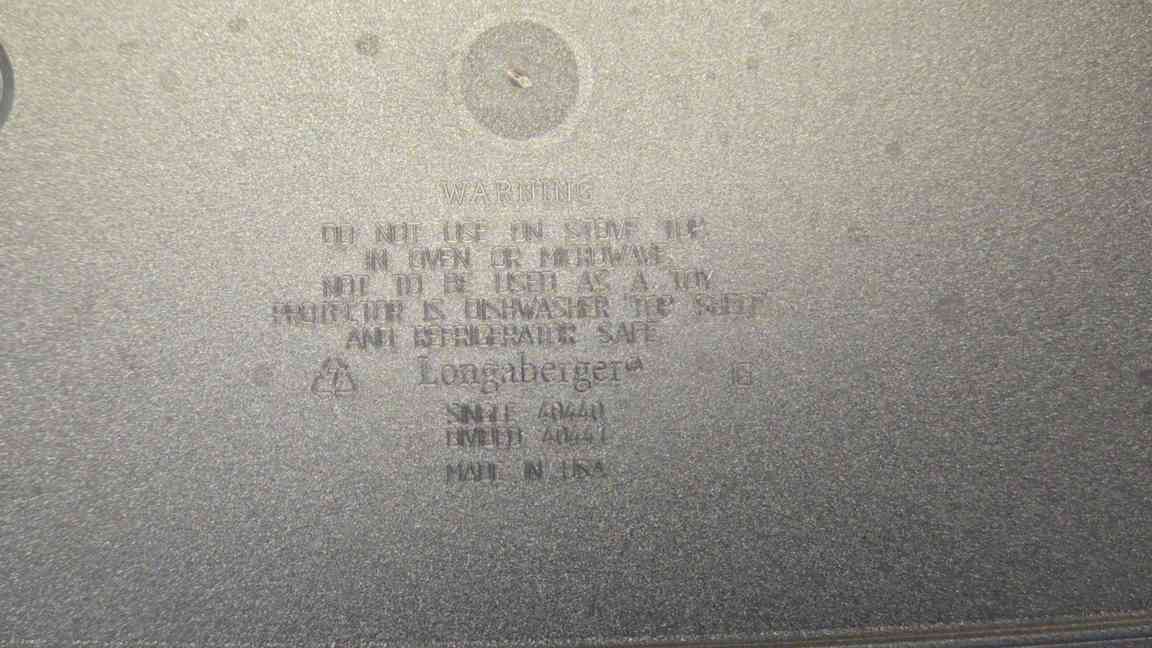 WARNING
DO NOT USE ON STOVE TOP
IN OVEN OR MICROWAVE
NOT TO BE USED AS A TOY
PROTECTOR IS DISHWASHER "TOP SHELF"
AND REFRIGERATOR SAFE
7 Longaberger
SINGLE 40440
DIVIDED 40441
MADE IN USA